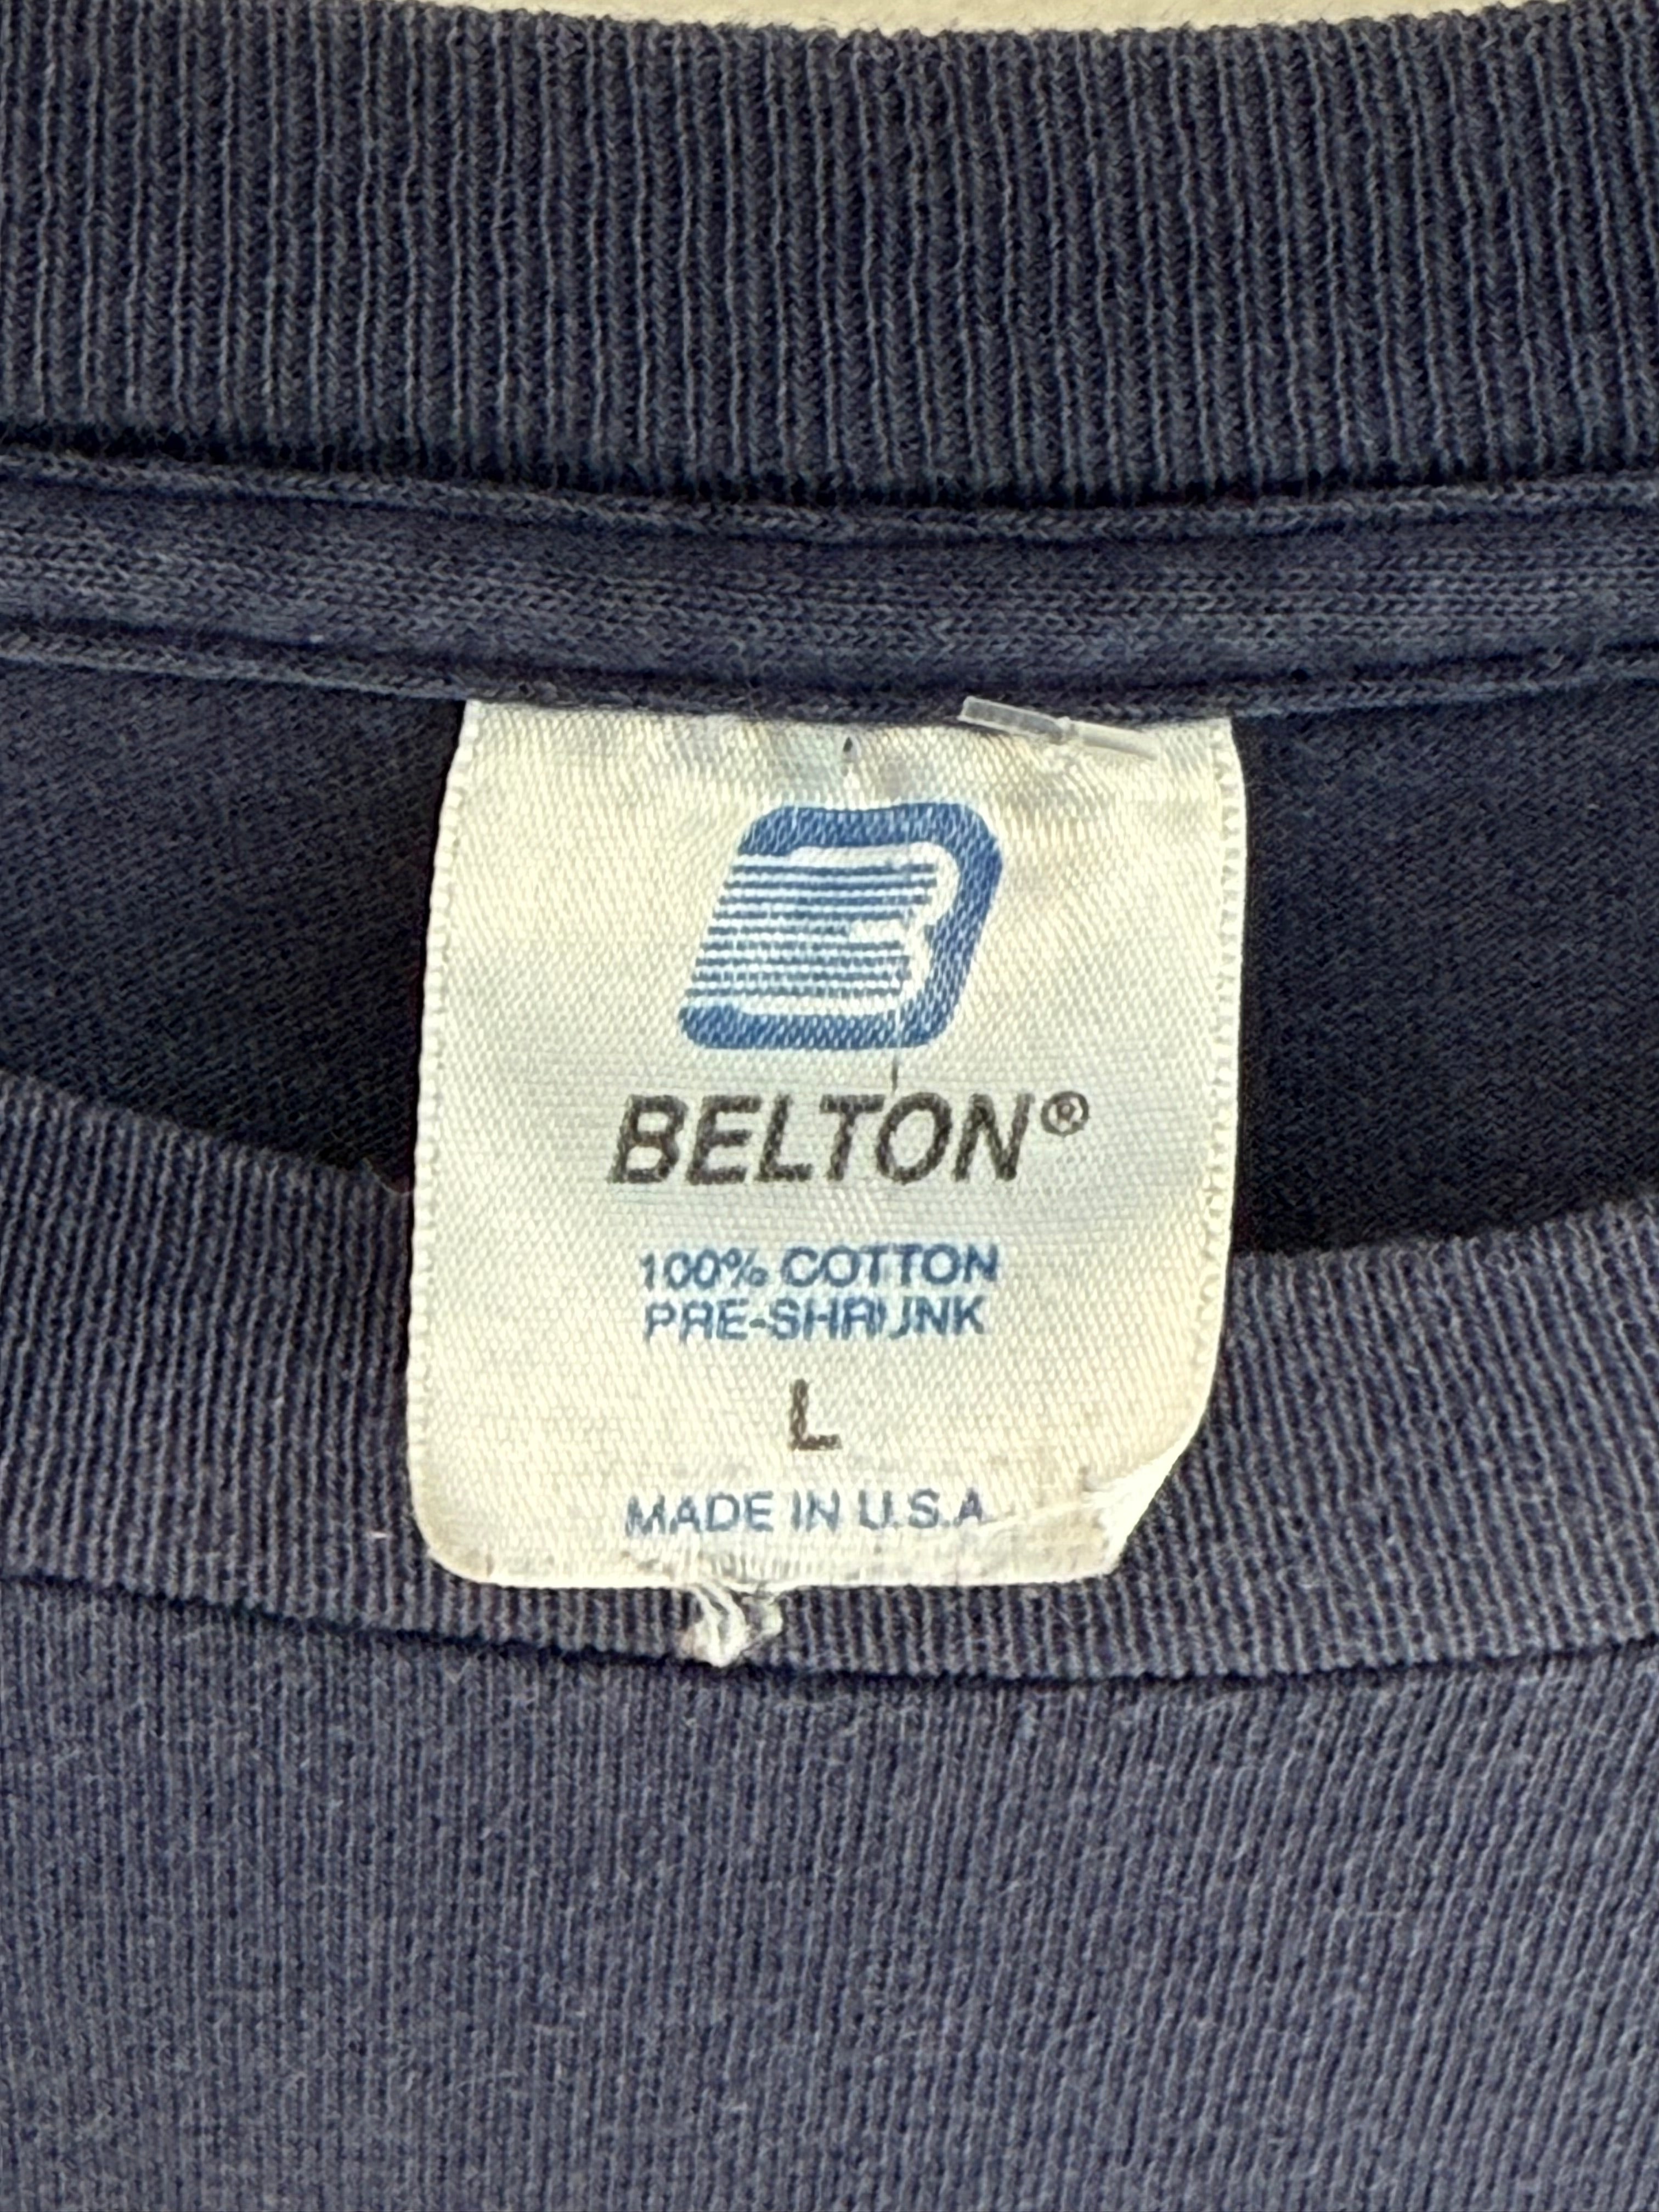 B
BELTON®
100% COTTON
PRE-SHRUNK
L
MADE IN U.S.A.